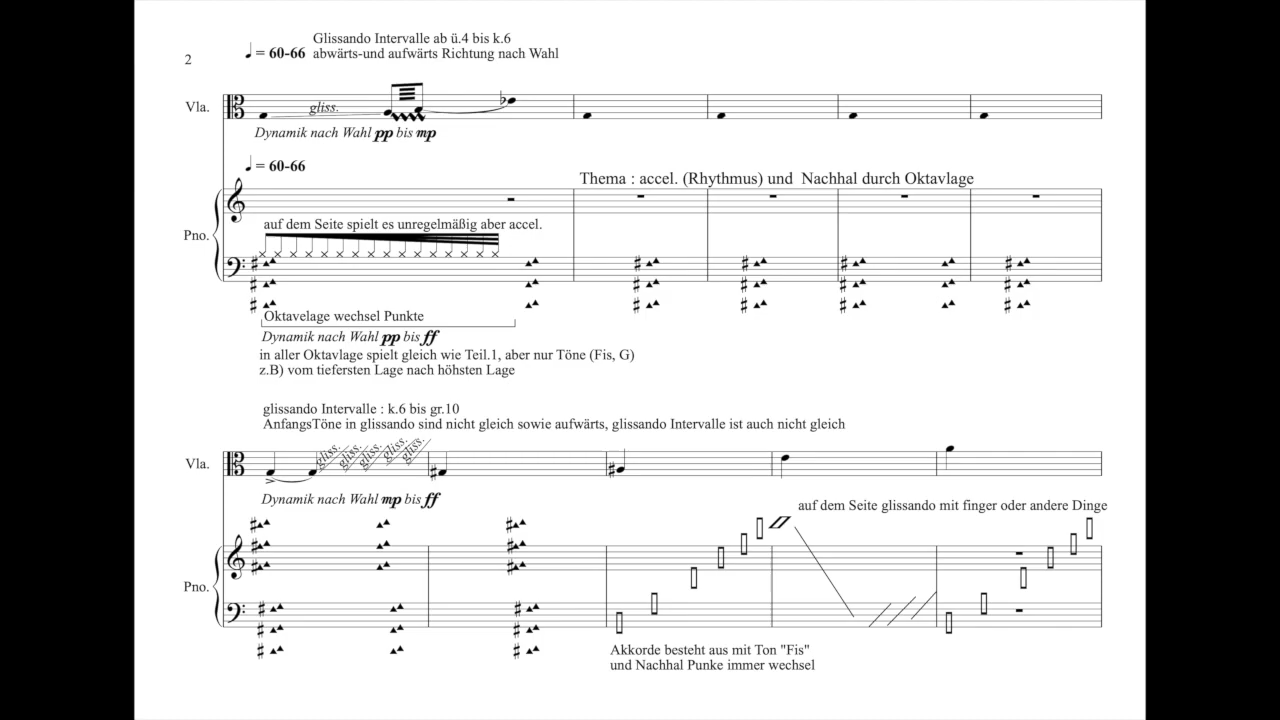 Glissando Intervalle ab ü.4 bis k.6
2
♩ = 60-66 abwärts-und aufwärts Richtung nach Wahl
Vla.
gliss.
Dynamik nach Wahl pp bis mp
♩ = 60-66
Thema : accel. (Rhythmus) und Nachhal durch Oktavlage
auf dem Seite spielt es unregelmäßig aber accel.
Pno.
Oktavelage wechsel Punkte
Dynamik nach Wahl pp bis ff
in aller Oktavlage spielt gleich wie Teil.1, aber nur Töne (Fis, G)
z.B) vom tiefersten Lage nach höhsten Lage
glissando Intervalle : k.6 bis gr.10
AnfangsTöne in glissando sind nicht gleich sowie aufwärts, glissando Intervalle ist auch nicht gleich
Vla.
gliss. gliss. gliss. gliss. gliss.
Dynamik nach Wahl mp bis ff
auf dem Seite glissando mit finger oder andere Dinge
Pno.
Akkorde besteht aus mit Ton "Fis"
und Nachhal Punke immer wechsel